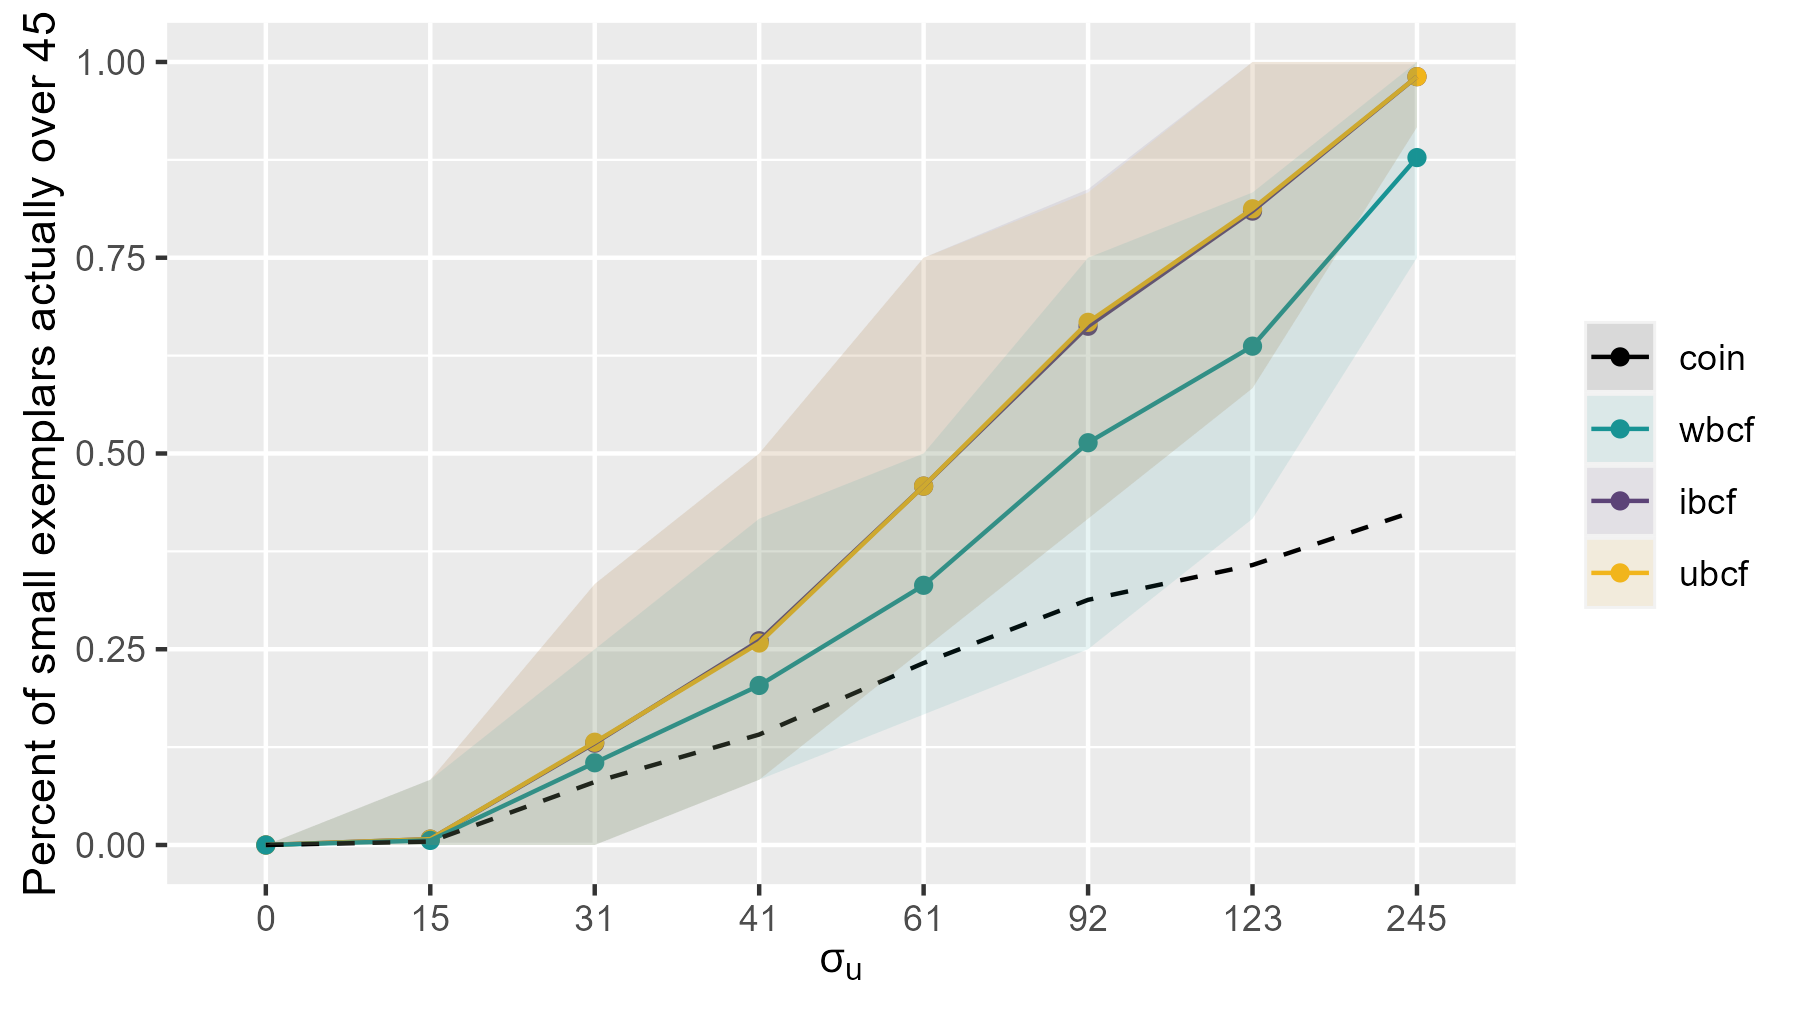 Percent of small exemplars actually over 45
1.00
0.75
0.50
0.25
0.00
0 15 31 41 61 92 123 245
σu
coin
wbcf
ibcf
ubcf